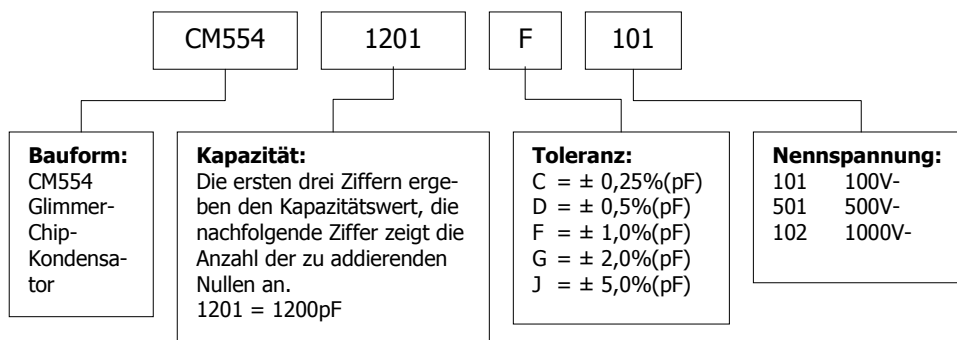 CM554 1201 F 101
Bauform:
CM554
Glimmer-
Chip-
Kondensa-
tor
Kapazität:
Die ersten drei Ziffern erge-
ben den Kapazitätswert, die
nachfolgende Ziffer zeigt die
Anzahl der zu addierenden
Nullen an.
1201 = 1200pF
Toleranz:
C = ± 0,25%(pF)
D = ± 0,5%(pF)
F = ± 1,0%(pF)
G = ± 2,0%(pF)
J = ± 5,0%(pF)
Nennspannung:
101 100V-
501 500V-
102 1000V-